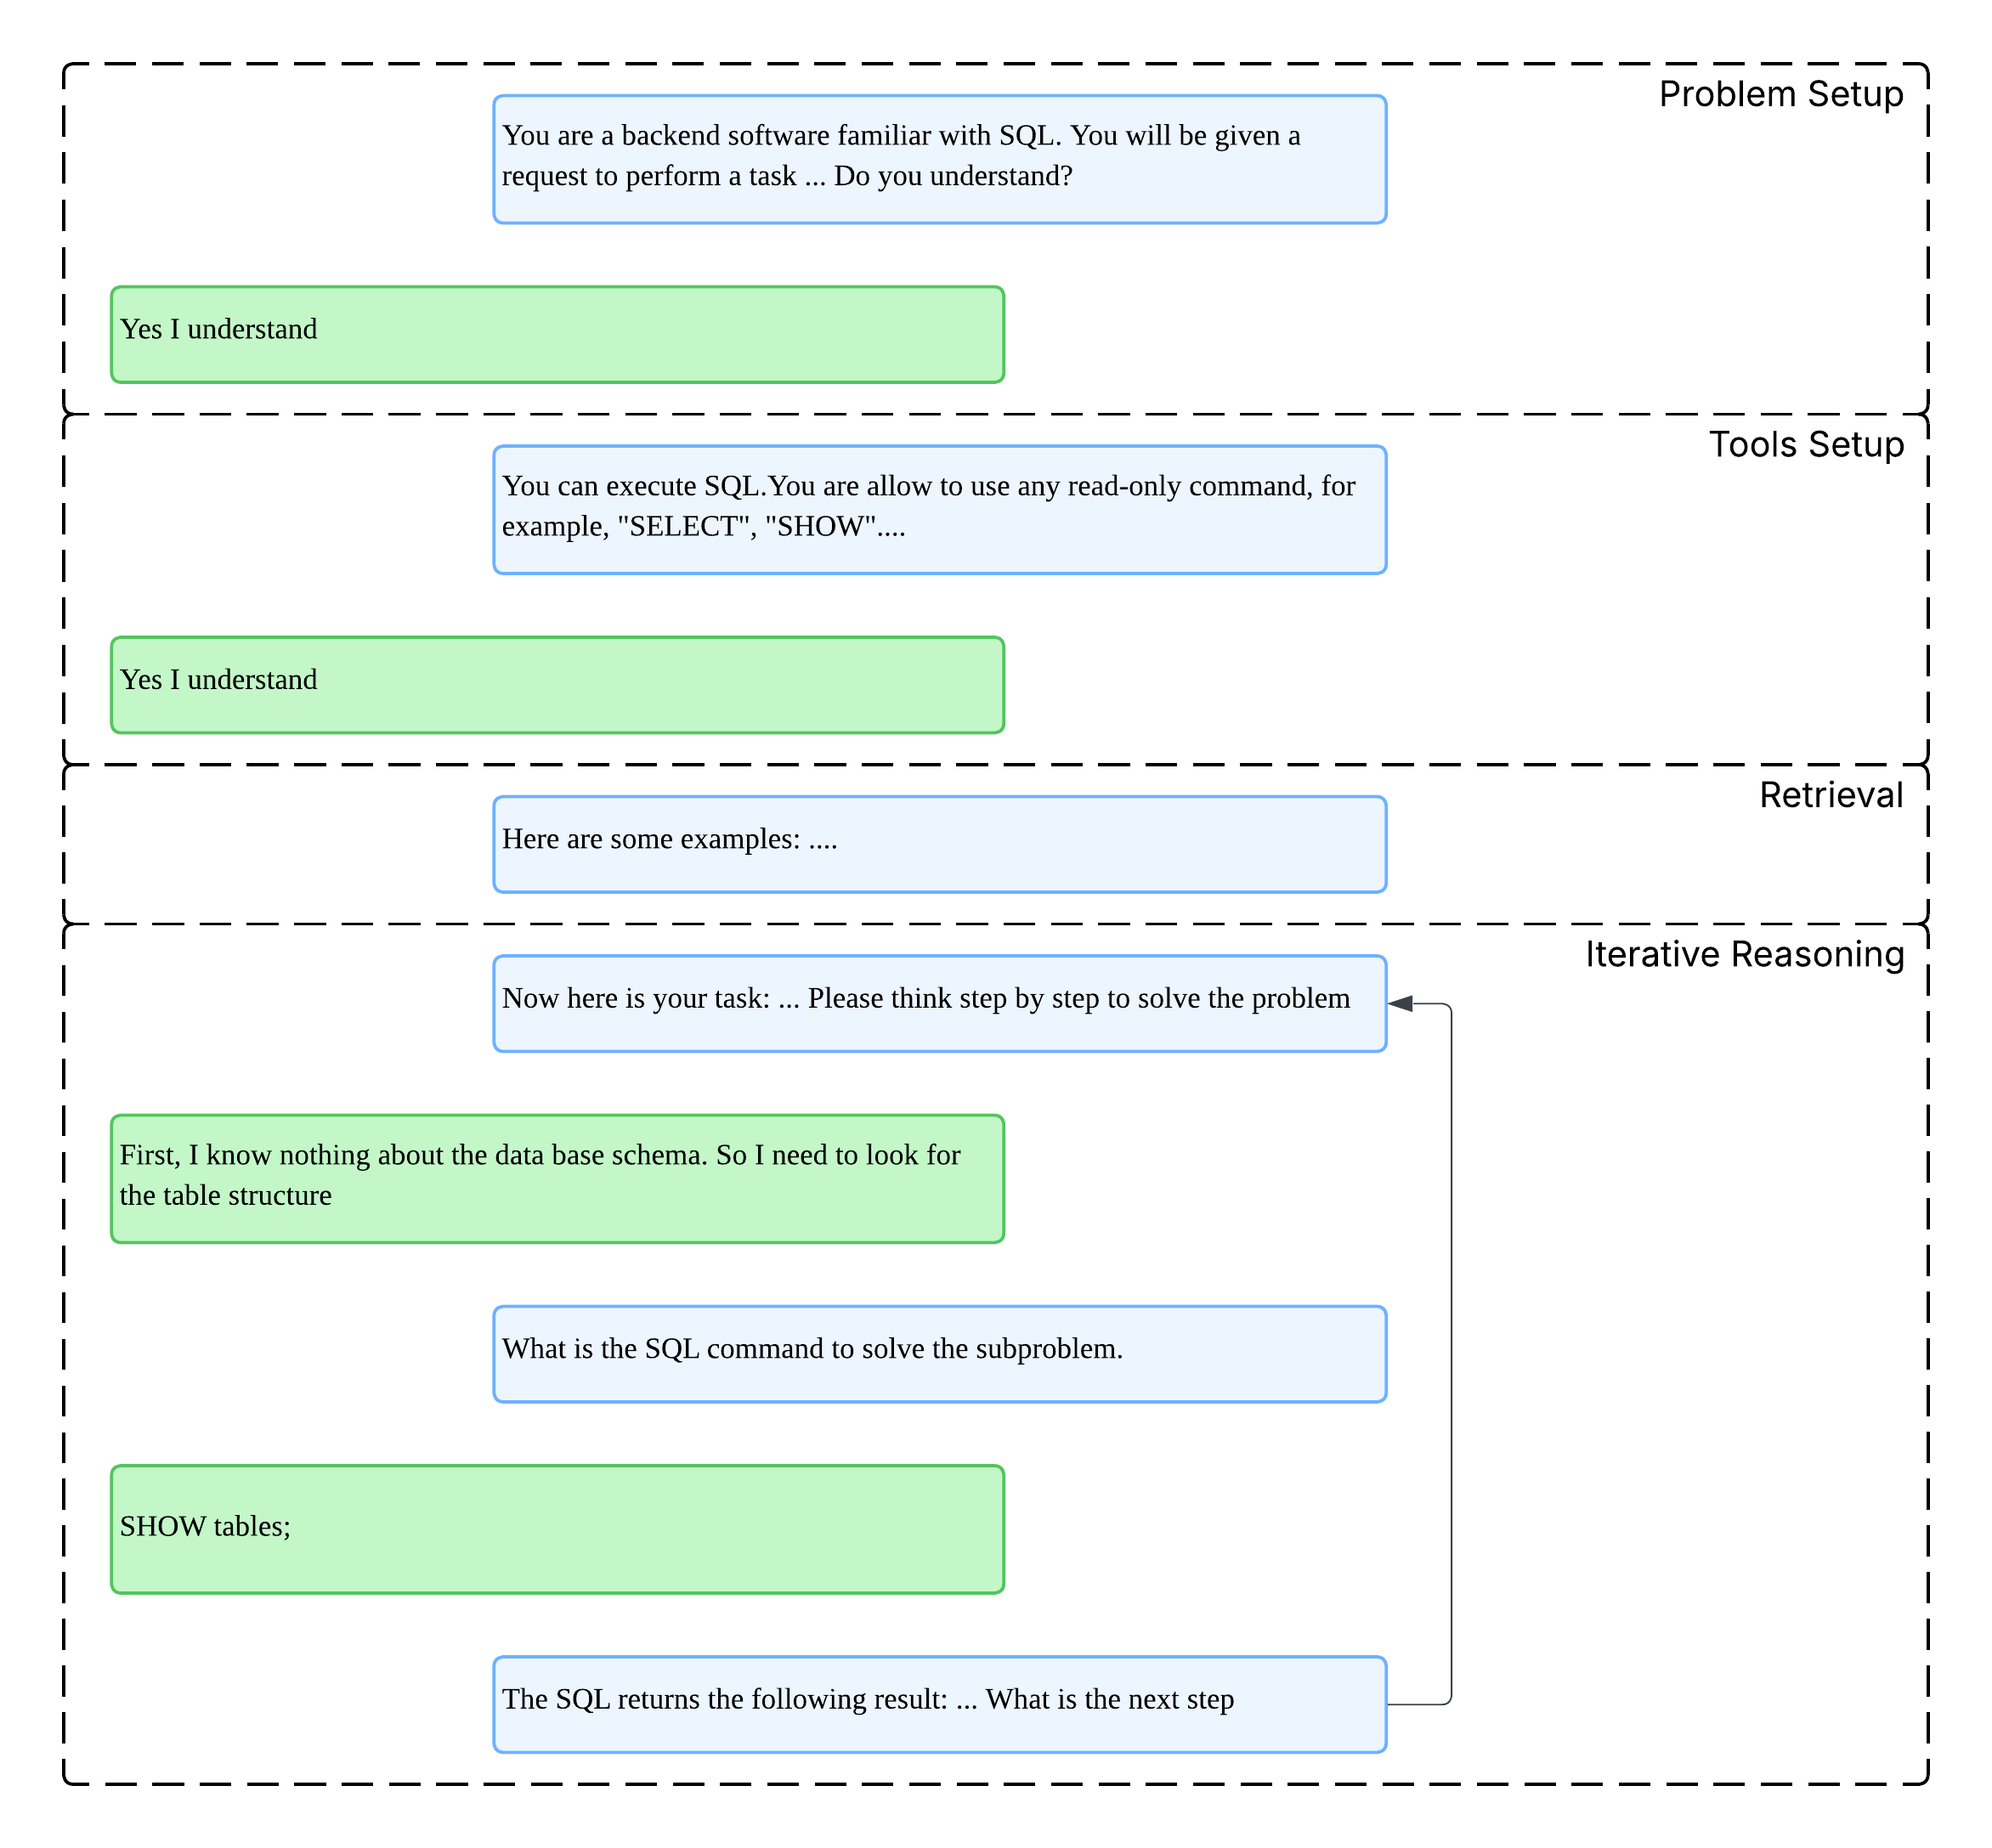 Problem Setup
You are a backend software familiar with SQL. You will be given a
request to perform a task ... Do you understand?
Yes I understand
Tools Setup
You can execute SQL.You are allow to use any read-only command, for
example, "SELECT", "SHOW"....
Yes I understand
Retrieval
Here are some examples: ....
Iterative Reasoning
Now here is your task: ... Please think step by step to solve the problem
First, I know nothing about the data base schema. So I need to look for
the table structure
What is the SQL command to solve the subproblem.
SHOW tables;
The SQL returns the following result: ... What is the next step